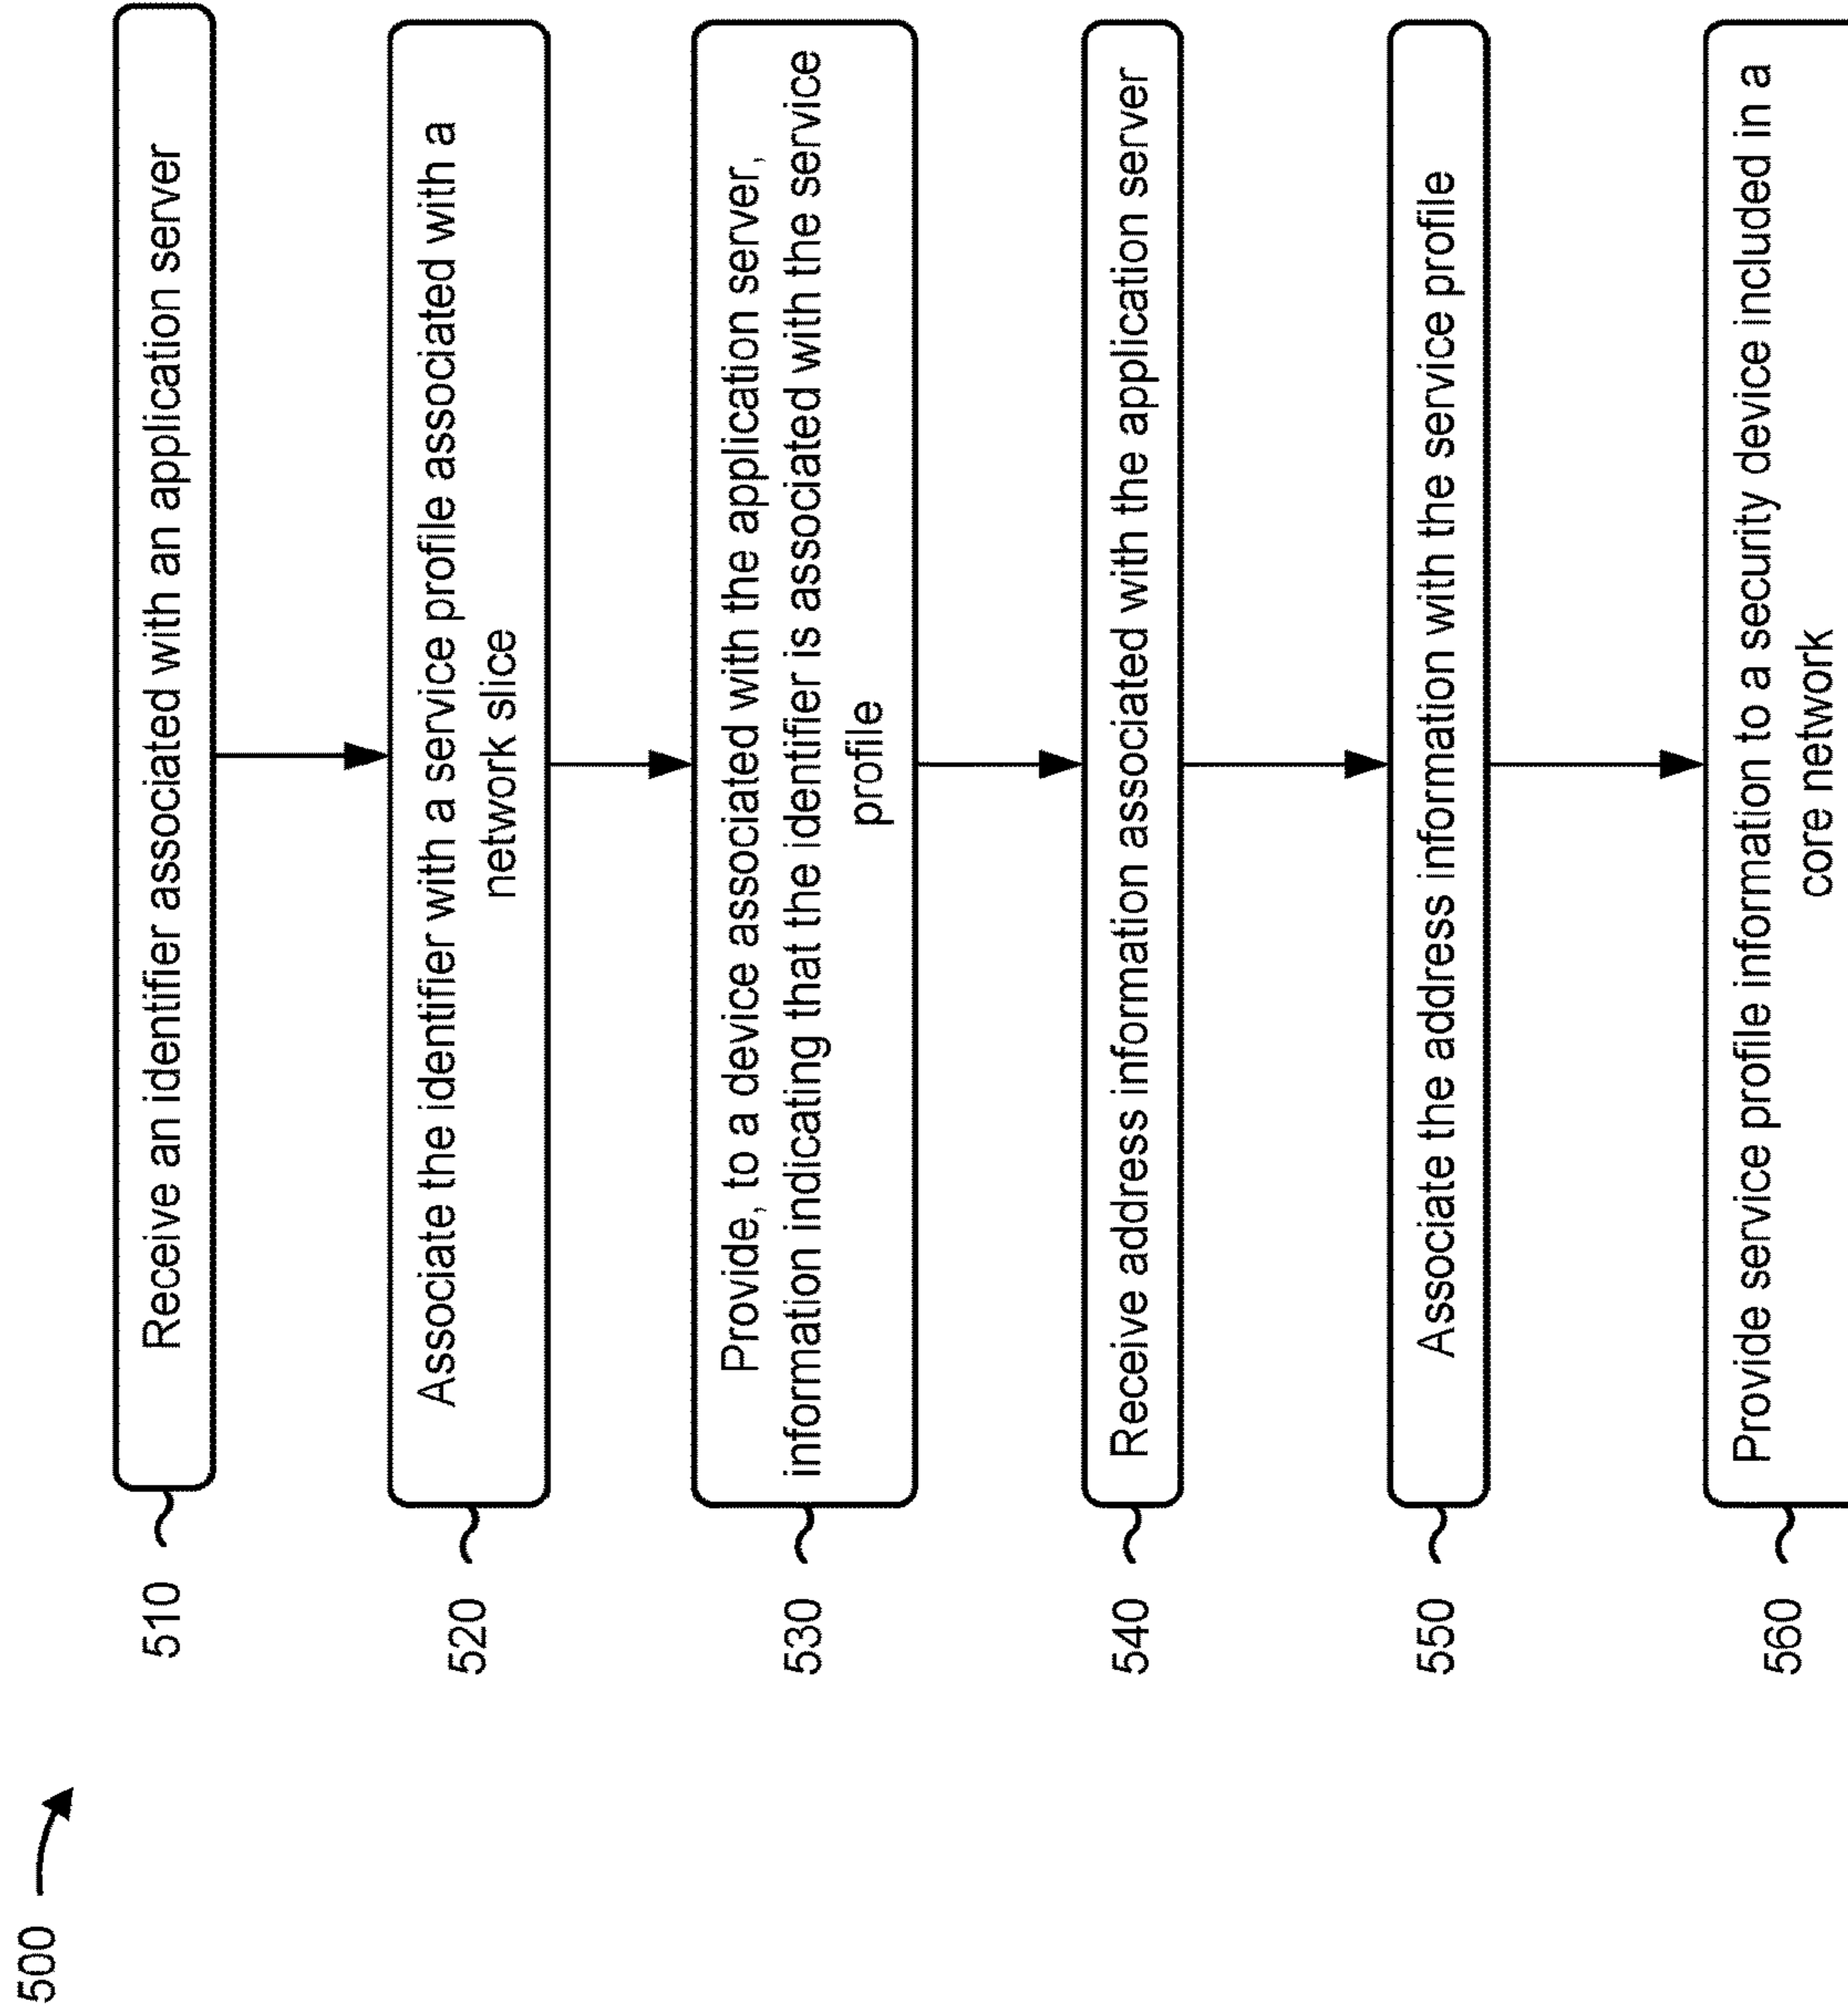 500
510
Receive an identifier associated with an application server
520
Associate the identifier with a service profile associated with a
network slice
530
Provide, to a device associated with the application server,
information indicating that the identifier is associated with the service
profile
540
Receive address information associated with the application server
550
Associate the address information with the service profile
560
Provide service profile information to a security device included in a
core network